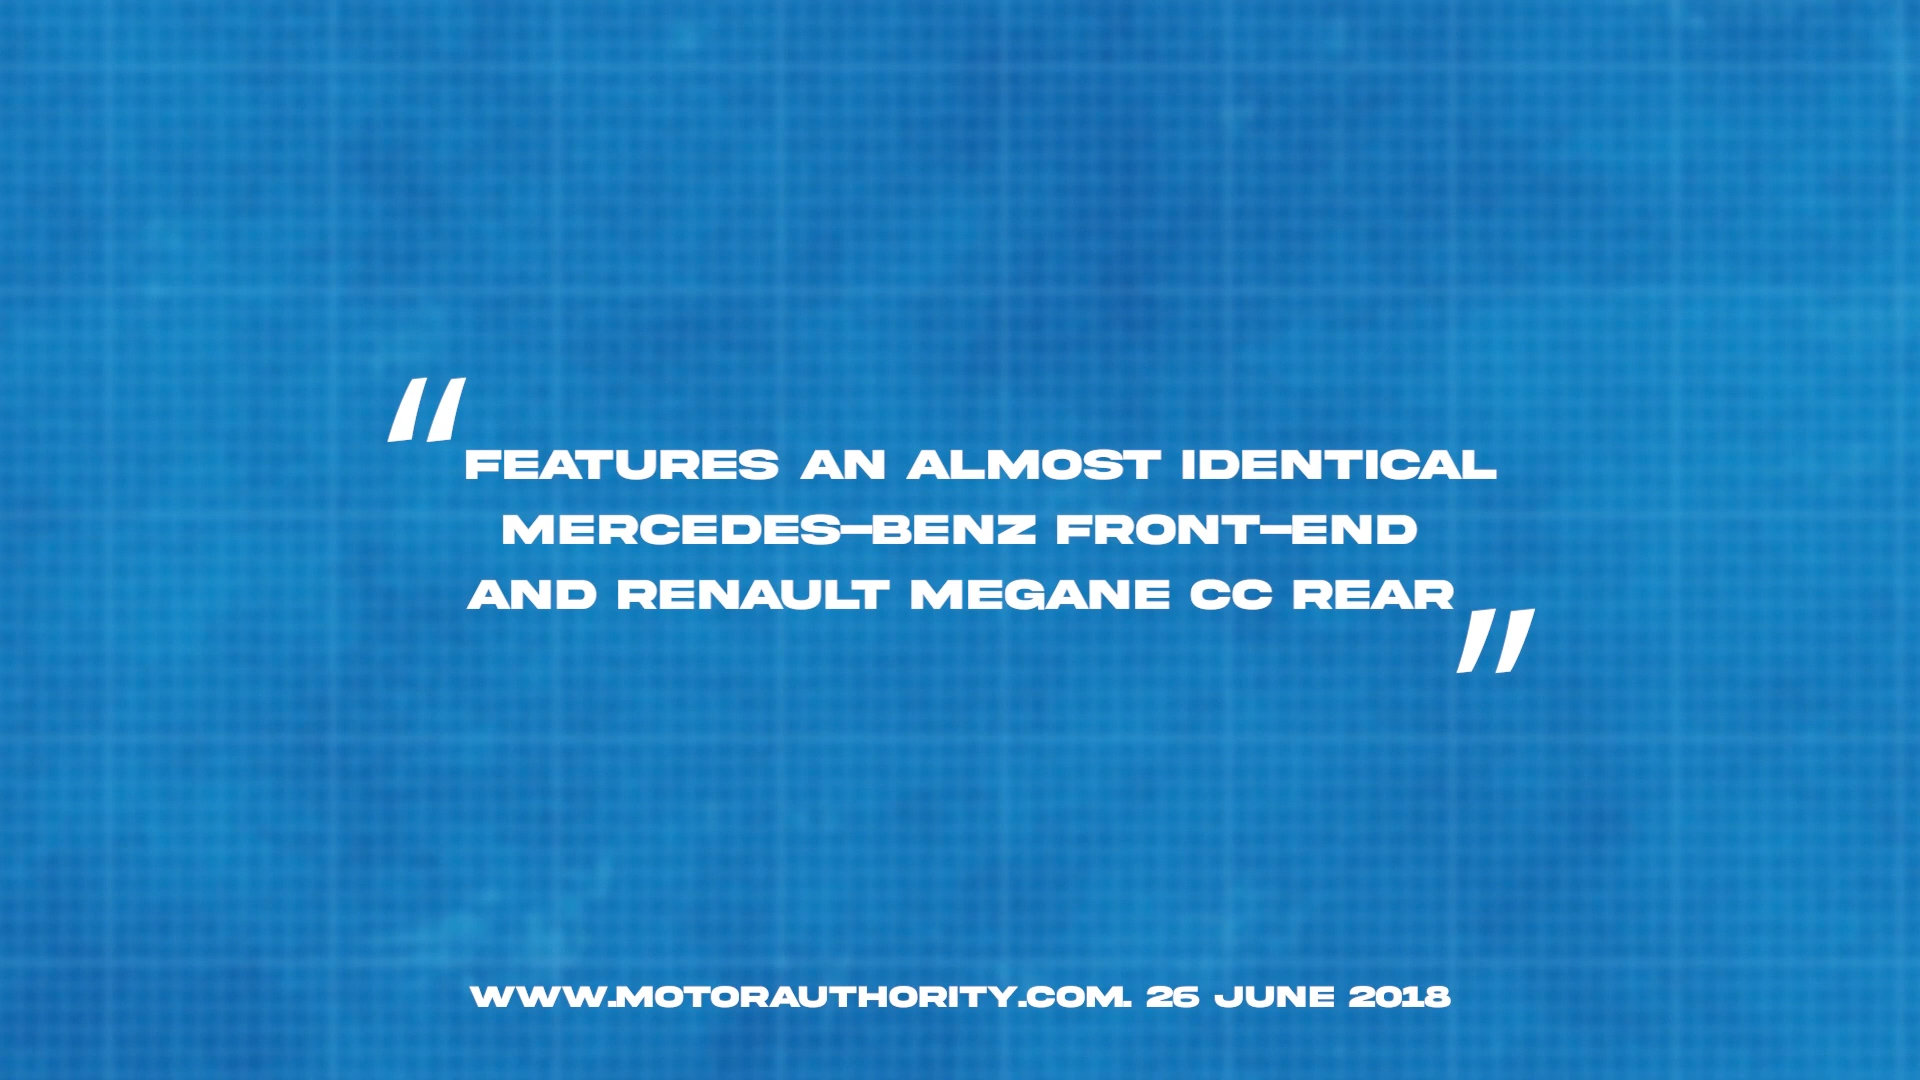 “FEATURES AN ALMOST IDENTICAL
MERCEDES–BENZ FRONT–END
AND RENAULT MEGANE CC REAR”
WWW.MOTORAUTHORITY.COM. 26 JUNE 2018